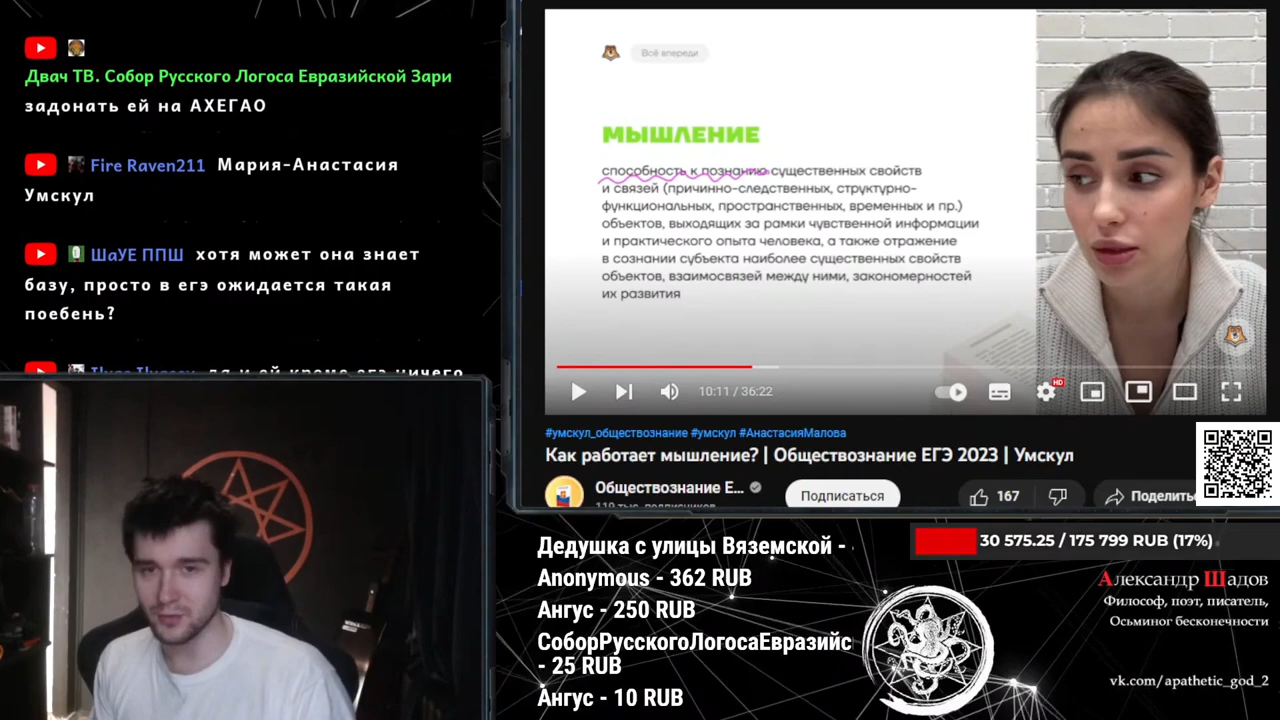 Двач ТВ. Собор Русского Логоса Евразийской Зари
задонать ей на АХЕГАО
Fire Raven211 Мария-Анастасия
Умскул
ШаУЕ ППШ хотя может она знает
базу, просто в егэ ожидается такая
поебень?
Всё впереди
МЫШЛЕНИЕ
способность к познанию существенных свойств
и связей (причинно-следственных, структурно-
функциональных, пространственных, временных и пр.)
объектов, выходящих за рамки чувственной информации
и практического опыта человека, а также отражение
в сознании субъекта наиболее существенных свойств
объектов, взаимосвязей между ними, закономерностей
их развития
10:11 / 36:22
HD
#умскул_обществознание #умскул #АнастасияМалова
Как работает мышление? | Обществознание ЕГЭ 2023 | Умскул
Обществознание Е...
Подписаться
167
Поделиться
30 575.25 / 175 799 RUB (17%)
Дедушка с улицы Вяземской -
Anonymous - 362 RUB
Ангус - 250 RUB
СоборРусскогоЛогосаЕвразийс
- 25 RUB
Ангус - 10 RUB
Александр Шадов
Философ, поэт, писатель,
Осьминог бесконечности
vk.com/apathetic_god_2